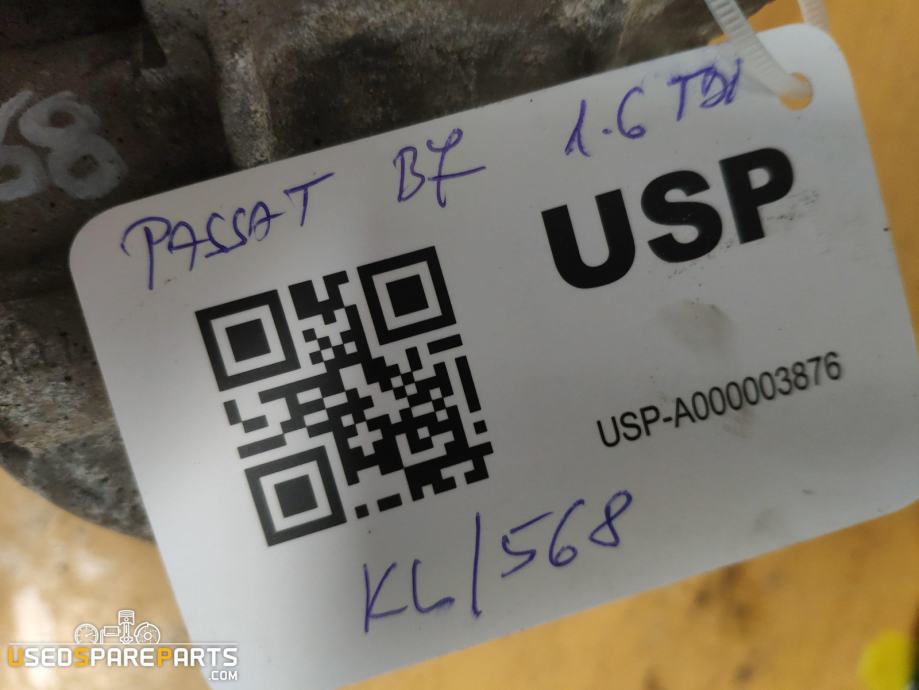 68
PASSAT B7 1.6 TDI
USP
USP-A000003876
KL/568
USEDSPAREPARTS
.COM